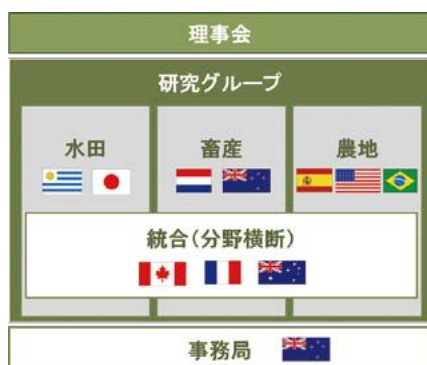 理事会
研究グループ
水田 畜産 農地
統合(分野横断)
事務局